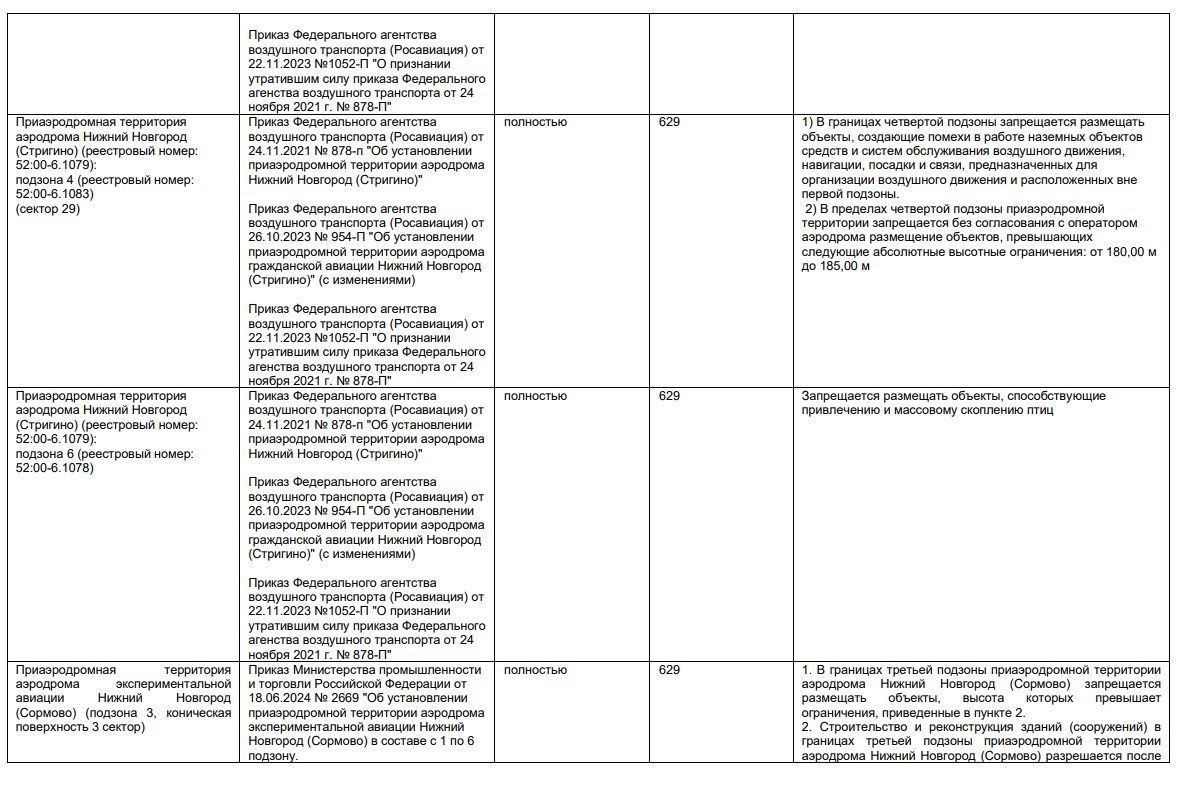 Приказ Федерального агентства
воздушного транспорта (Росавиация) от
22.11.2023 №1052-П "О признании
утратившим силу приказа Федерального
агенства воздушного транспорта от 24
ноября 2021 г. № 878-П"
Приаэродромная территория
аэродрома Нижний Новгород
(Стригино) (реестровый номер:
52:00-6.1079):
подзона 4 (реестровый номер:
52:00-6.1083)
(сектор 29)
Приказ Федерального агентства
воздушного транспорта (Росавиация) от
24.11.2021 № 878-п "Об установлении
приаэродромной территории аэродрома
Нижний Новгород (Стригино)"
Приказ Федерального агентства
воздушного транспорта (Росавиация) от
26.10.2023 № 954-П "Об установлении
приаэродромной территории аэродрома
гражданской авиации Нижний Новгород
(Стригино)" (с изменениями)
Приказ Федерального агентства
воздушного транспорта (Росавиация) от
22.11.2023 №1052-П "О признании
утратившим силу приказа Федерального
агенства воздушного транспорта от 24
ноября 2021 г. № 878-П"
полностью
629
1) В границах четвертой подзоны запрещается размещать
объекты, создающие помехи в работе наземных объектов
средств и систем обслуживания воздушного движения,
навигации, посадки и связи, предназначенных для
организации воздушного движения и расположенных вне
первой подзоны.
2) В пределах четвертой подзоны приаэродромной
территории запрещается без согласования с оператором
аэродрома размещение объектов, превышающих
следующие абсолютные высотные ограничения: от 180,00 м
до 185,00 м
Приаэродромная территория
аэродрома Нижний Новгород
(Стригино) (реестровый номер:
52:00-6.1079):
подзона 6 (реестровый номер:
52:00-6.1078)
Приказ Федерального агентства
воздушного транспорта (Росавиация) от
24.11.2021 № 878-п "Об установлении
приаэродромной территории аэродрома
Нижний Новгород (Стригино)"
Приказ Федерального агентства
воздушного транспорта (Росавиация) от
26.10.2023 № 954-П "Об установлении
приаэродромной территории аэродрома
гражданской авиации Нижний Новгород
(Стригино)" (с изменениями)
Приказ Федерального агентства
воздушного транспорта (Росавиация) от
22.11.2023 №1052-П "О признании
утратившим силу приказа Федерального
агенства воздушного транспорта от 24
ноября 2021 г. № 878-П"
полностью
629
Запрещается размещать объекты, способствующие
привлечению и массовому скоплению птиц
Приаэродромная территория
аэродрома экспериментальной
авиации Нижний Новгород
(Сормово) (подзона 3, коническая
поверхность 3 сектор)
Приказ Министерства промышленности
и торговли Российской Федерации от
18.06.2024 № 2669 "Об установлении
приаэродромной территории аэродрома
экспериментальной авиации Нижний
Новгород (Сормово) в составе с 1 по 6
подзону.
полностью
629
1. В границах третьей подзоны приаэродромной территории
аэродрома Нижний Новгород (Сормово) запрещается
размещать объекты, высота которых превышает
ограничения, приведенные в пункте 2.
2. Строительство и реконструкция зданий (сооружений) в
границах третьей подзоны приаэродромной территории
аэродрома Нижний Новгород (Сормово) разрешается после